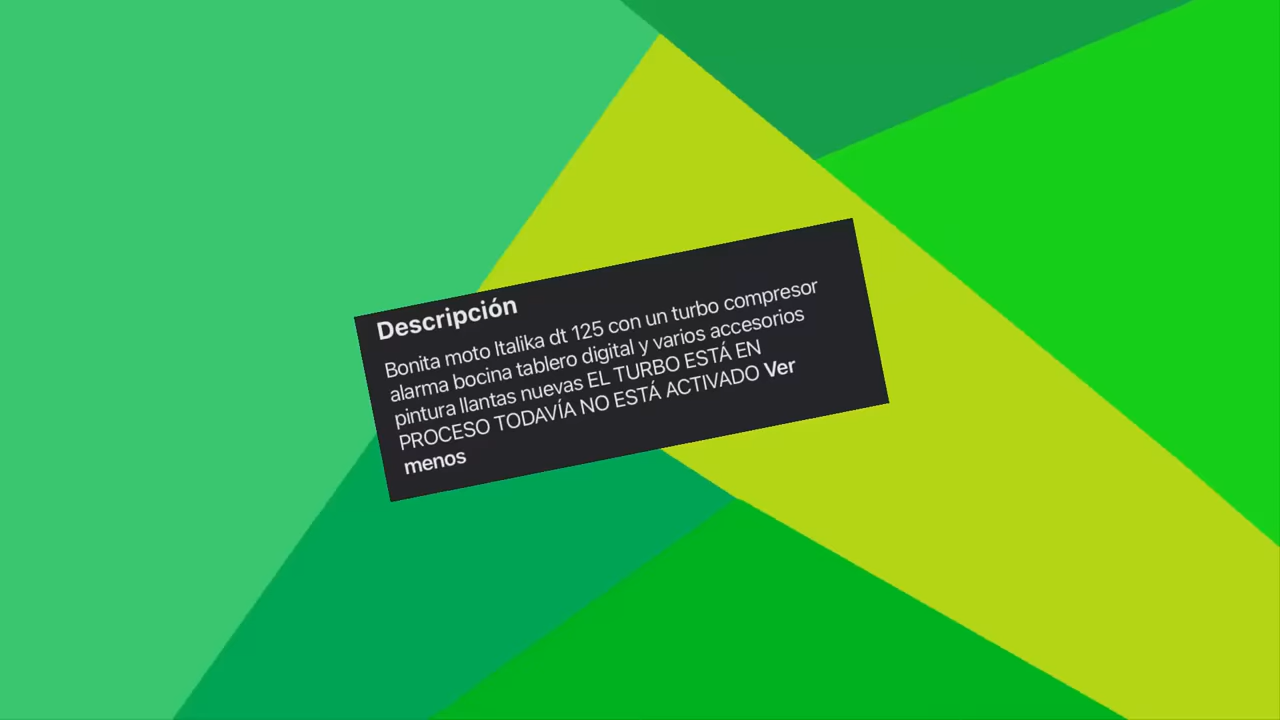 Descripción
Bonita moto Italika dt 125 con un turbo compresor
alarma bocina tablero digital y varios accesorios
pintura llantas nuevas EL TURBO ESTÁ EN
PROCESO TODAVÍA NO ESTÁ ACTIVADO Ver
menos